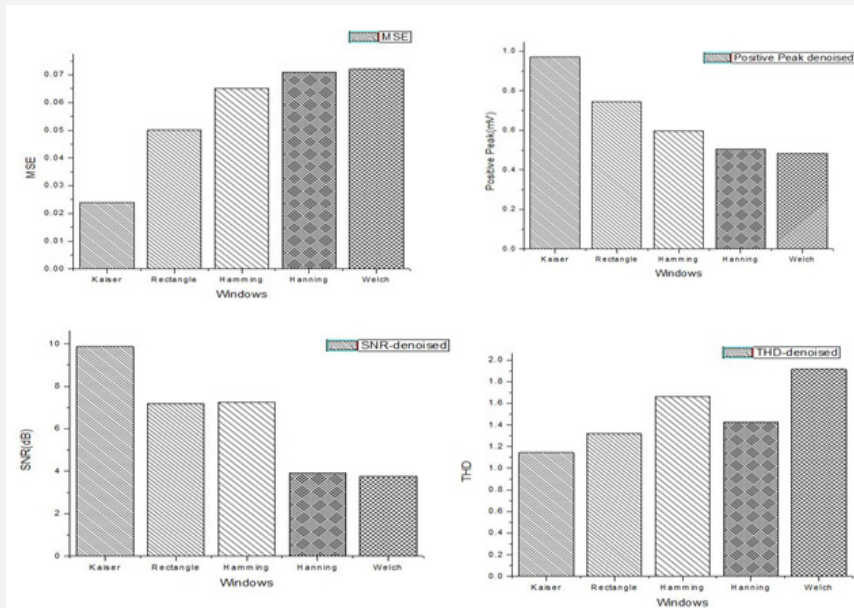 MSE
0.07
0.06
0.05
0.04
0.03
0.02
0.01
0.00
MSE
Kaiser Rectangle Hamming Hanning Welch
Windows
Positive Peak denoised
1.0
0.8
0.6
0.4
0.2
0.0
Positive Peak(mV)
Kaiser Rectangle Hamming Hanning Welch
Windows
SNR-denoised
10
8
6
4
2
0
SNR(dB)
Kaiser Rectangle Hamming Hanning Welch
Windows
THD-denoised
2.0
1.8
1.6
1.4
1.2
1.0
0.8
0.6
0.4
0.2
0.0
THD
Kaiser Rectangle Hamming Hanning Welch
Windows